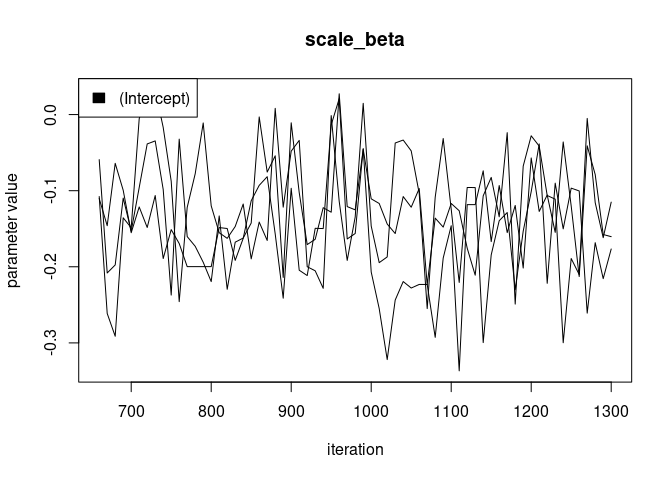 scale_beta
(Intercept)
parameter value
0.0
-0.1
-0.2
-0.3
700 800 900 1000 1100 1200 1300
iteration